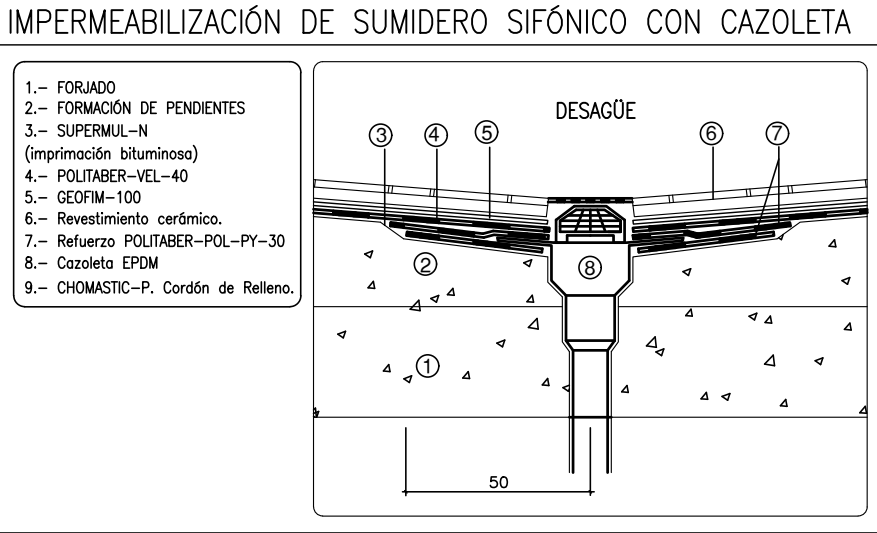 IMPERMEABILIZACIÓN DE SUMIDERO SIFÓNICO CON CAZOLETA
1.- FORJADO
2.- FORMACIÓN DE PENDIENTES
3.- SUPERMUL-N
(imprimación bituminosa)
4.- POLITABER-VEL-40
5.- GEOFIM-100
6.- Revestimiento cerámico.
7.- Refuerzo POLITABER-POL-PY-30
8.- Cazoleta EPDM
9.- CHOMASTIC-P. Cordón de Relleno.
DESAGÜE
3 4 5 6 7
2 8
1
50